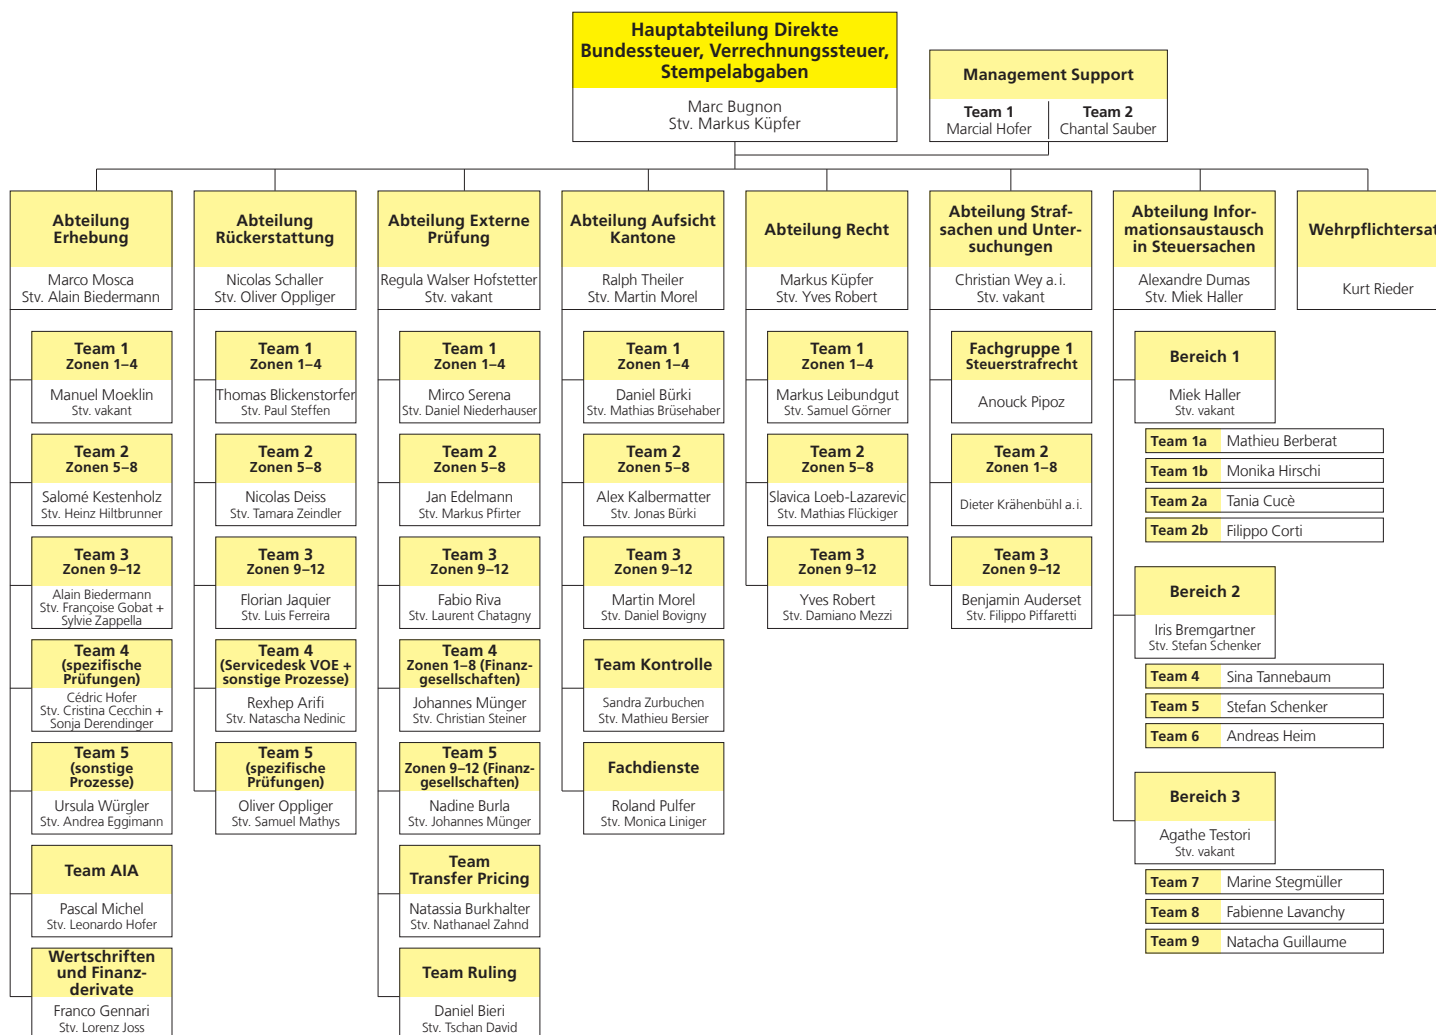 Hauptabteilung Direkte
Bundessteuer, Verrechnungssteuer,
Stempelabgaben
Marc Bugnon
Stv. Markus Küpfer
Management Support
Team 1
Marcial Hofer
Team 2
Chantal Sauber
Abteilung
Erhebung
Marco Mosca
Stv. Alain Biedermann
Team 1
Zonen 1–4
Manuel Moeklin
Stv. vakant
Team 2
Zonen 5–8
Salomé Kestenholz
Stv. Heinz Hiltbrunner
Team 3
Zonen 9–12
Alain Biedermann
Stv. Françoise Gobat +
Sylvie Zappella
Team 4
(spezifische
Prüfungen)
Cédric Hofer
Stv. Cristina Cecchin +
Sonja Derendinger
Team 5
(sonstige
Prozesse)
Ursula Würgler
Stv. Andrea Eggimann
Team AIA
Pascal Michel
Stv. Leonardo Hofer
Wertschriften
und Finanz-
derivate
Franco Gennari
Stv. Lorenz Joss
Abteilung
Rückerstattung
Nicolas Schaller
Stv. Oliver Oppliger
Team 1
Zonen 1–4
Thomas Blickenstorfer
Stv. Paul Steffen
Team 2
Zonen 5–8
Nicolas Deiss
Stv. Tamara Zeindler
Team 3
Zonen 9–12
Florian Jaquier
Stv. Luis Ferreira
Team 4
(Servicedesk VOE +
sonstige Prozesse)
Rexhep Arifi
Stv. Natascha Nedinic
Team 5
(spezifische
Prüfungen)
Oliver Oppliger
Stv. Samuel Mathys
Abteilung Externe
Prüfung
Regula Walser Hofstetter
Stv. vakant
Team 1
Zonen 1–4
Mirco Serena
Stv. Daniel Niederhauser
Team 2
Zonen 5–8
Jan Edelmann
Stv. Markus Pfirter
Team 3
Zonen 9–12
Fabio Riva
Stv. Laurent Chatagny
Team 4
Zonen 1–8 (Finanz-
gesellschaften)
Johannes Münger
Stv. Christian Steiner
Team 5
Zonen 9–12 (Finanz-
gesellschaften)
Nadine Burla
Stv. Johannes Münger
Team
Transfer Pricing
Natassia Burkhalter
Stv. Nathanael Zahnd
Team Ruling
Daniel Bieri
Stv. Tschan David
Abteilung Aufsicht
Kantone
Ralph Theiler
Stv. Martin Morel
Team 1
Zonen 1–4
Daniel Bürki
Stv. Mathias Brüsehaber
Team 2
Zonen 5–8
Alex Kalbermatter
Stv. Jonas Bürki
Team 3
Zonen 9–12
Martin Morel
Stv. Daniel Bovigny
Team Kontrolle
Sandra Zurbuchen
Stv. Mathieu Bersier
Fachdienste
Roland Pulfer
Stv. Monica Liniger
Abteilung Recht
Markus Küpfer
Stv. Yves Robert
Team 1
Zonen 1–4
Markus Leibundgut
Stv. Samuel Görner
Team 2
Zonen 5–8
Slavica Loeb-Lazarevic
Stv. Mathias Flückiger
Team 3
Zonen 9–12
Yves Robert
Stv. Damiano Mezzi
Abteilung Straf-
sachen und Unter-
suchungen
Christian Wey a.i.
Stv. vakant
Fachgruppe 1
Steuerstrafrecht
Anouck Pipoz
Team 2
Zonen 1–8
Dieter Krähenbühl a.i.
Team 3
Zonen 9–12
Benjamin Auderset
Stv. Filippo Piffaretti
Abteilung Infor-
mationsaustausch
in Steuersachen
Alexandre Dumas
Stv. Miek Haller
Bereich 1
Miek Haller
Stv. vakant
Team 1a Mathieu Berberat
Team 1b Monika Hirschi
Team 2a Tania Cucè
Team 2b Filippo Corti
Bereich 2
Iris Bremgartner
Stv. Stefan Schenker
Team 4 Sina Tannebaum
Team 5 Stefan Schenker
Team 6 Andreas Heim
Bereich 3
Agathe Testori
Stv. vakant
Team 7 Marine Stegmüller
Team 8 Fabienne Lavanchy
Team 9 Natacha Guillaume
Wehrpflichtersat
Kurt Rieder